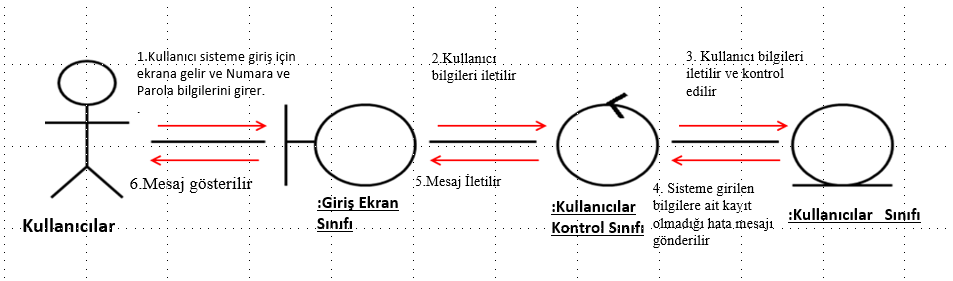 1.Kullanıcı sisteme giriş için
ekrana gelir ve Numara ve
Parola bilgilerini girer.
.
2.Kullanıcı
bilgileri iletilir
3. Kullanıcı bilgileri
iletilir ve kontrol
edilir
6.Mesaj gösterilir
5.Mesaj İletilir
4. Sisteme girilen
bilgilere ait kayıt
olmadığı hata mesajı
gönderilir
Kullanıcılar
:Giriş Ekran
Sınıfı
:Kullanıcılar
Kontrol Sınıfı
:Kullanıcılar Sınıfı